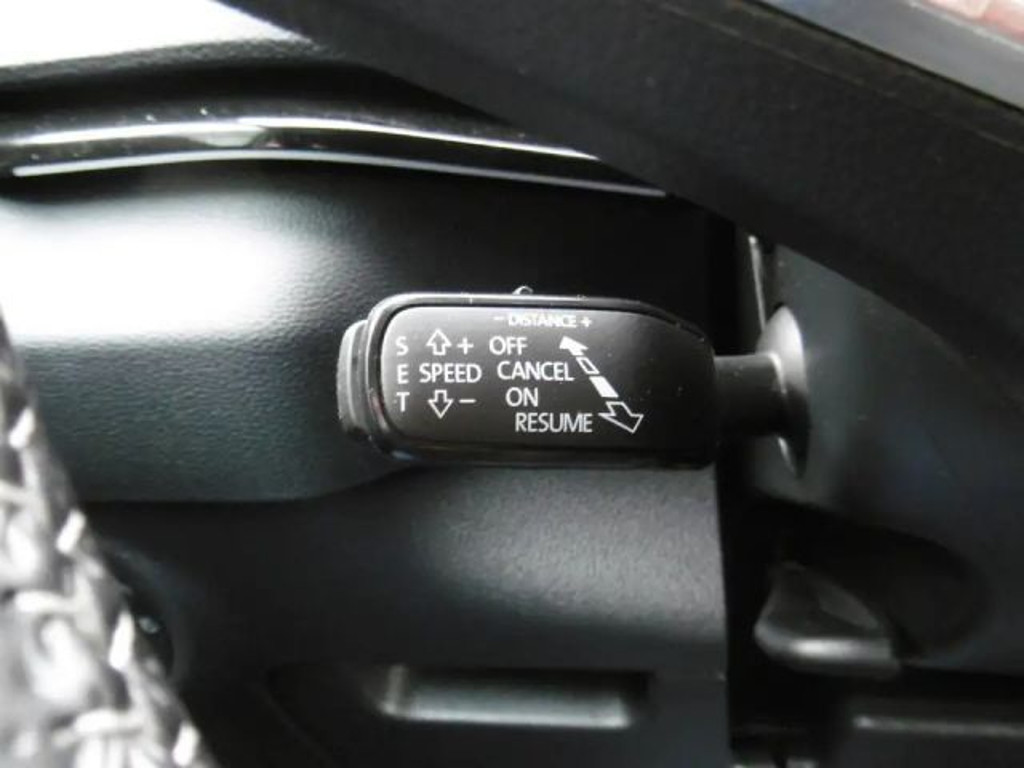 - DISTANCE +
S + OFF
E SPEED CANCEL
T - ON
RESUME